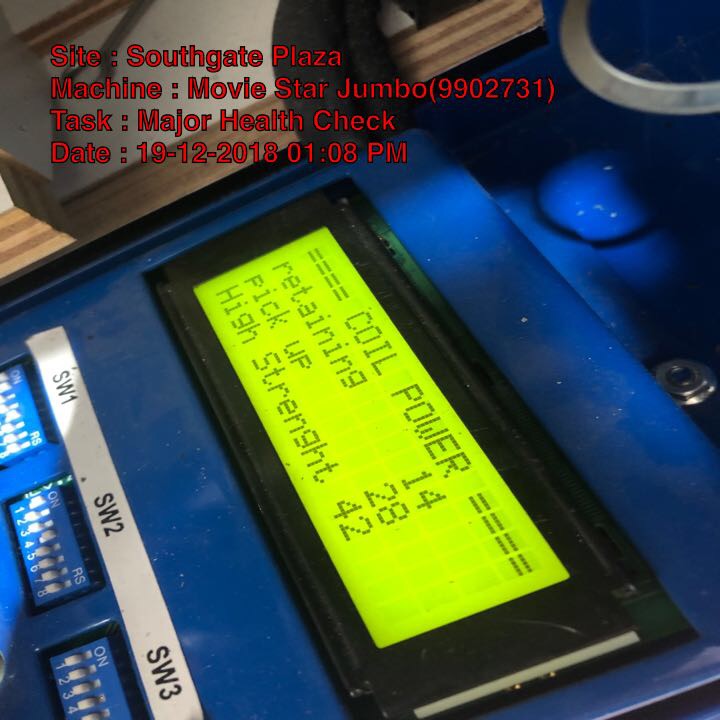 Site : Southgate Plaza
Machine : Movie Star Jumbo(9902731)
Task : Major Health Check
Date : 19-12-2018 01:08 PM
==== COIL POWER ====
retaining 14
Pick up 28
High Strenght 42
SW1
ON
RS
SW2
ON
1 2 3 4 5 6 7 8
RS
SW3
ON
1 2 3 4